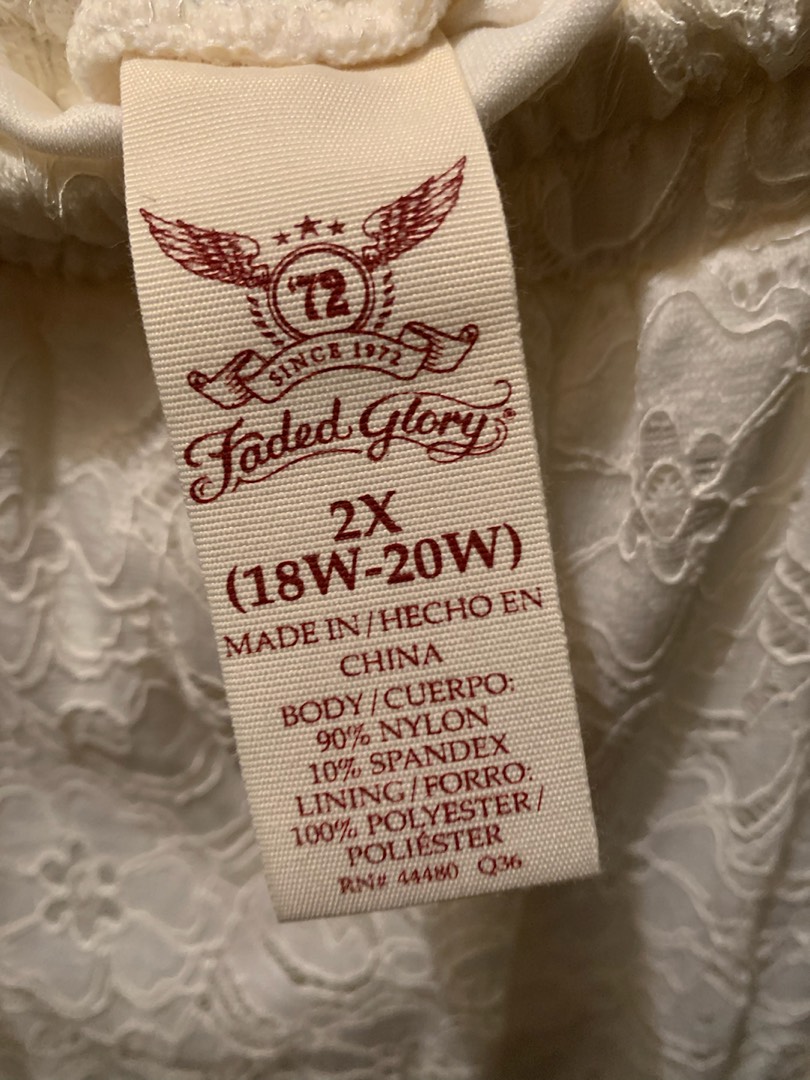 '72
SINCE 1972
Faded Glory®
2X
(18W-20W)
MADE IN/HECHO EN
CHINA
BODY/CUERPO:
90% NYLON
10% SPANDEX
LINING/FORRO:
100% POLYESTER/
POLIÉSTER
RN# 44480 Q36